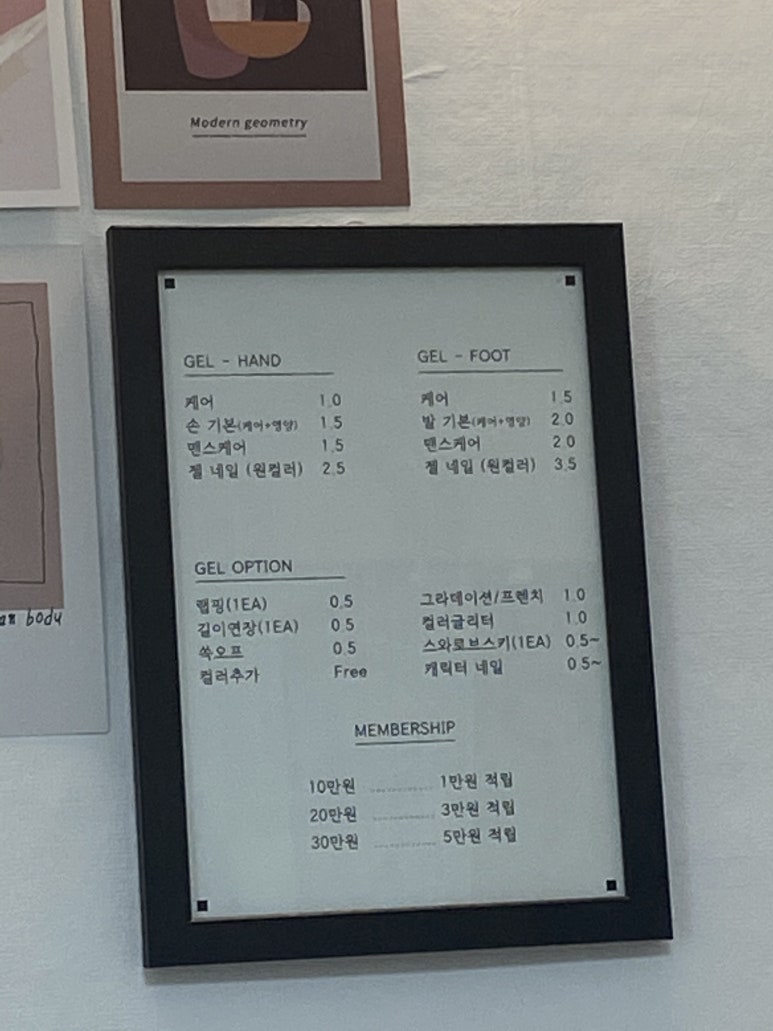 Modern geometry
GEL - HAND
케어 1.0
손 기본(케어+영양) 1.5
맨스케어 1.5
젤 네일 (원컬러) 2.5
GEL - FOOT
케어 1.5
발 기본(케어+영양) 2.0
맨스케어 2.0
젤 네일 (원컬러) 3.5
GEL OPTION
랩핑(1EA) 0.5
길이연장(1EA) 0.5
쏙오프 0.5
컬러추가 Free
그라데이션/프렌치 1.0
컬러글리터 1.0
스와로브스키(1EA) 0.5~
캐릭터 네일 0.5~
MEMBERSHIP
10만원 ............ 1만원 적립
20만원 ............ 3만원 적립
30만원 ............ 5만원 적립
body